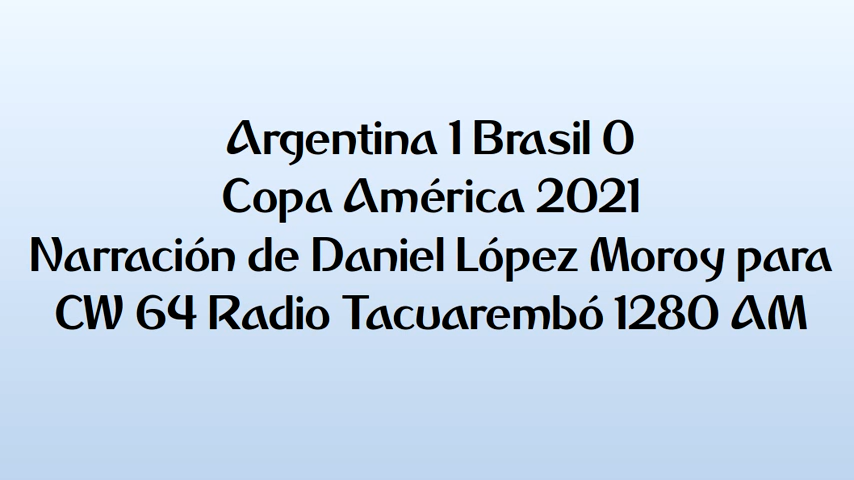 Argentina 1 Brasil 0
Copa América 2021
Narración de Daniel López Moroy para
CW 64 Radio Tacuarembó 1280 AM